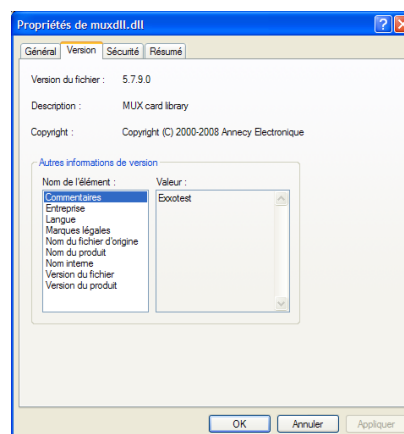 Propriétés de muxdll.dll
Général Version Sécurité Résumé
Version du fichier : 5.7.9.0
Description : MUX card library
Copyright : Copyright (C) 2000-2008 Annecy Electronique
Autres informations de version
Nom de l'élément : Valeur :
Commentaires Exxotest
Entreprise
Langue
Marques légales
Nom du fichier d'origine
Nom du produit
Nom interne
Version du fichier
Version du produit
OK Annuler Appliquer